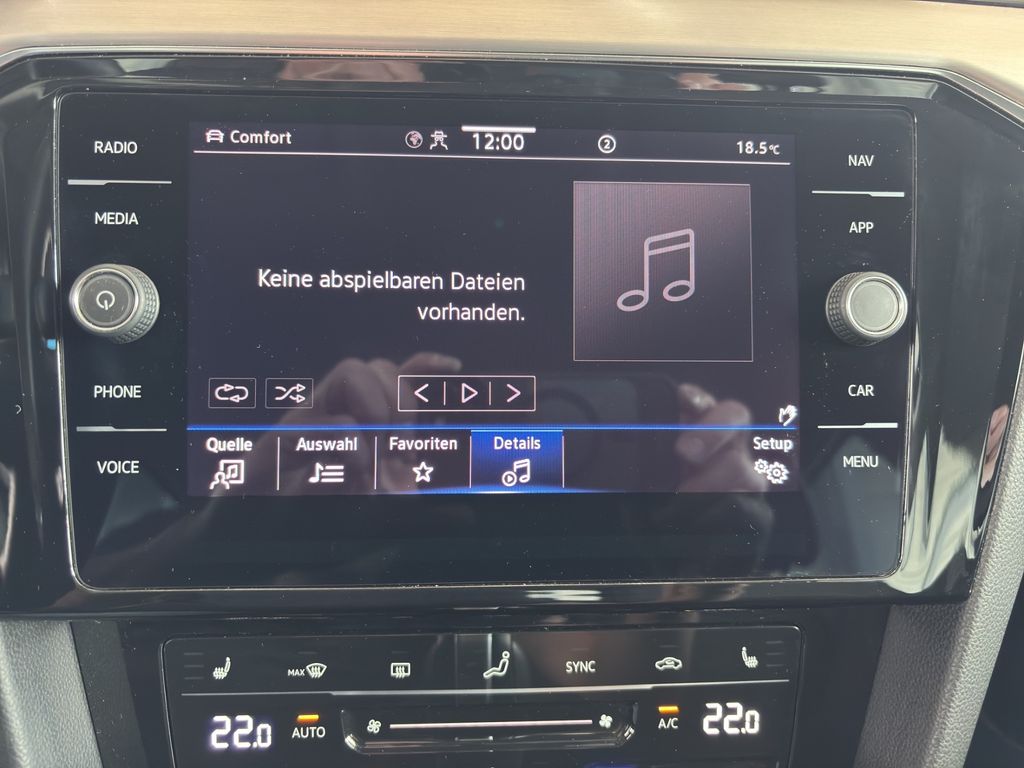 RADIO
MEDIA
PHONE
VOICE
Comfort
12:00
2
18.5°C
Keine abspielbaren Dateien
vorhanden.
Quelle
Auswahl
Favoriten
Details
Setup
NAV
APP
CAR
MENU
MAX
SYNC
22.0
AUTO
A/C
22.0